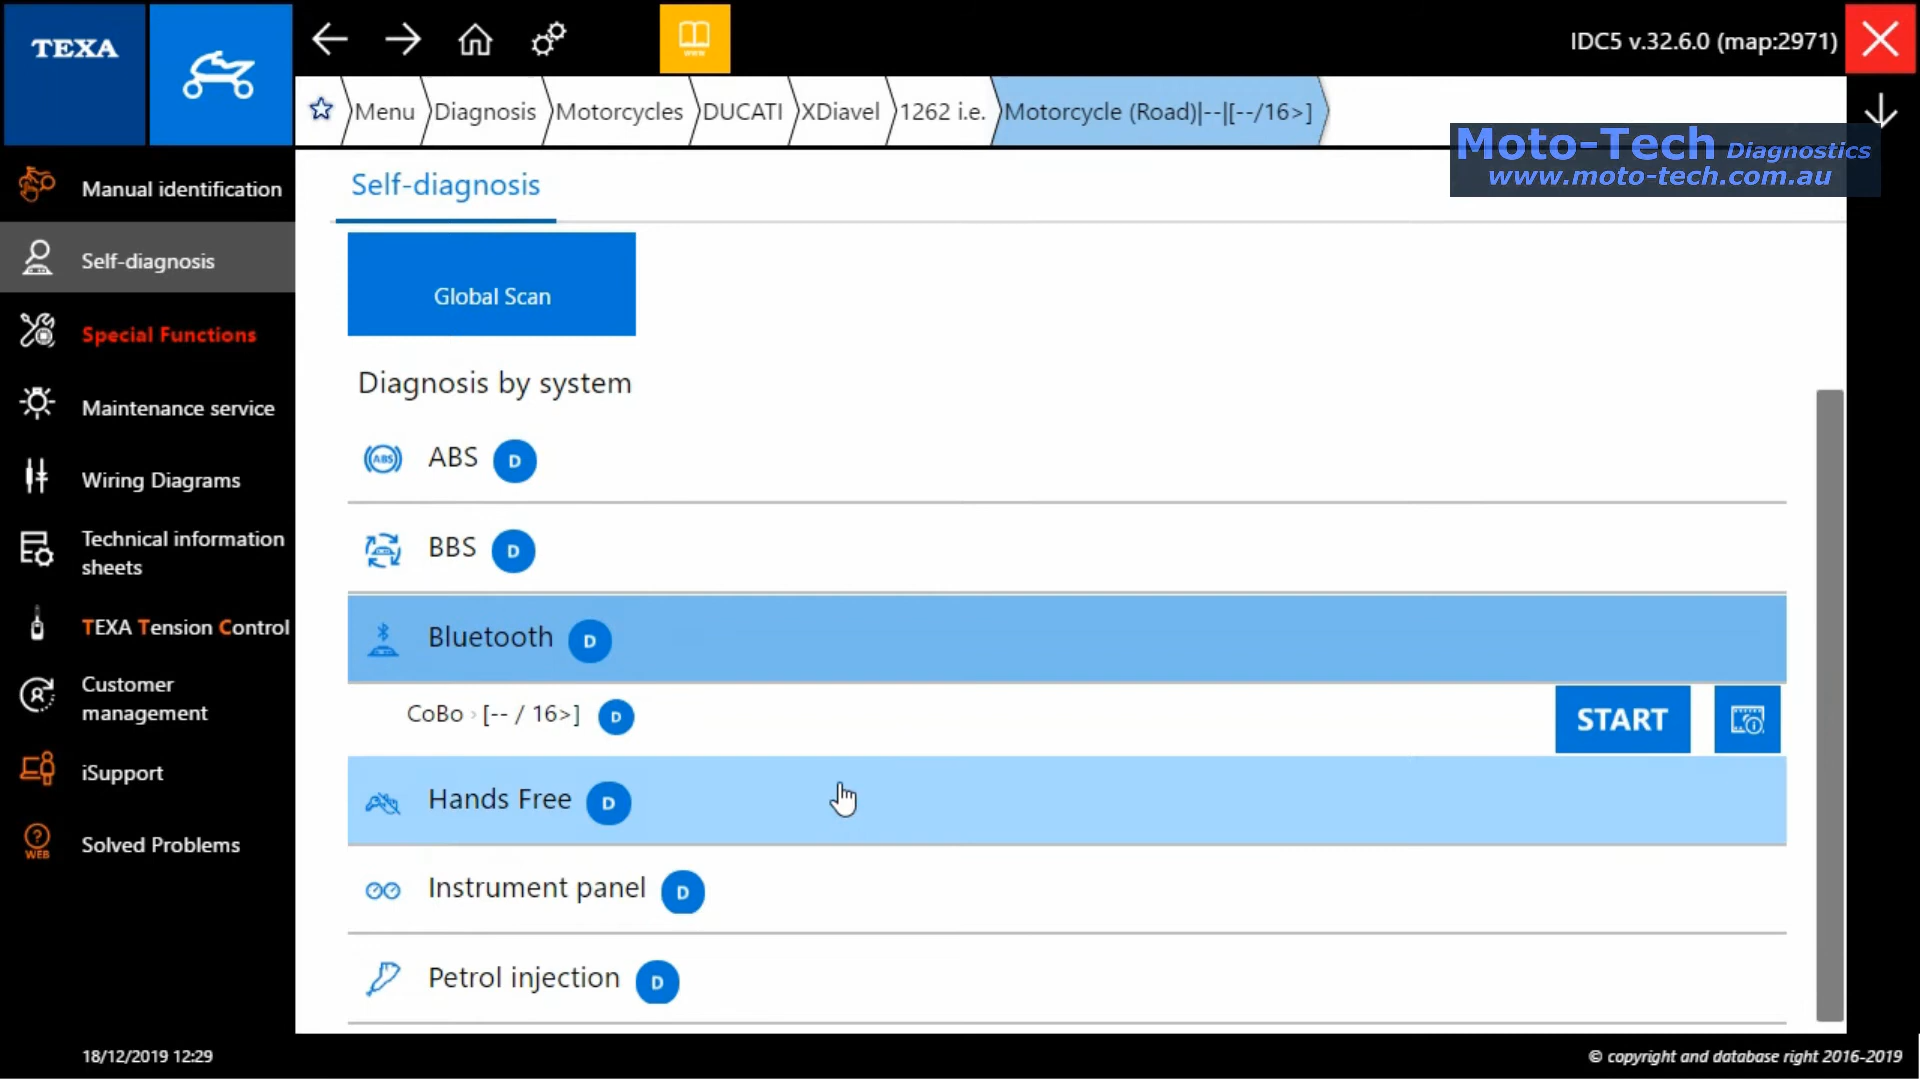 TEXA
www
IDC5 v.32.6.0 (map:2971)
Menu
Diagnosis
Motorcycles
DUCATI
XDiavel
1262 i.e.
Motorcycle (Road)|--|[--/16>]
Moto-Tech Diagnostics
www.moto-tech.com.au
Manual identification
Self-diagnosis
Special Functions
Maintenance service
Wiring Diagrams
Technical information
sheets
TEXA Tension Control
Customer
management
iSupport
WEB
Solved Problems
Self-diagnosis
Global Scan
Diagnosis by system
ABS ABS D
BBS D
Bluetooth D
CoBo › [-- / 16>] D
START
Hands Free D
Instrument panel D
Petrol injection D
18/12/2019 12:29
© copyright and database right 2016-2019